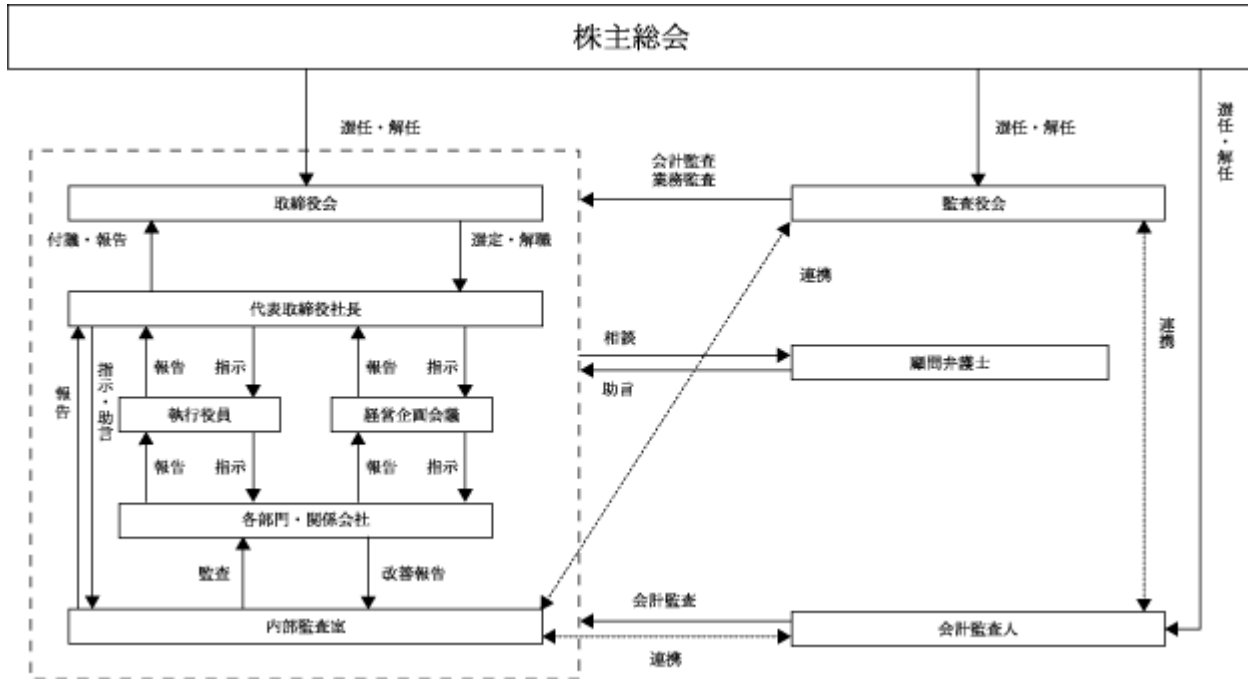 株主総会
選任・解任
選任・解任
選任・解任
会計監査
業務監査
取締役会
監査役会
付議・報告
選定・解職
連携
代表取締役社長
相談
連携
報告
指示
報告
指示
顧問弁護士
報告
指示・助言
助言
執行役員
経営企画会議
報告
指示
報告
指示
各部門・関係会社
監査
改善報告
会計監査
内部監査室
会計監査人
連携